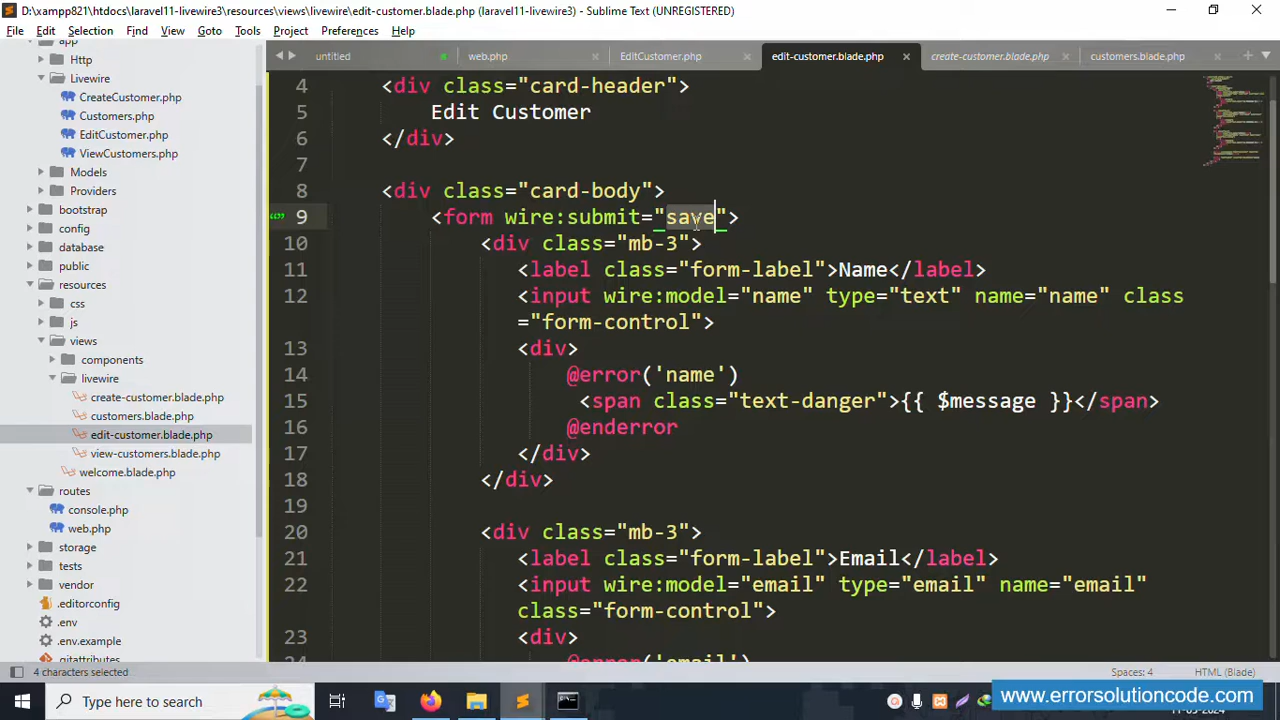 D:\xampp821\htdocs\laravel11-livewire3\resources\views\livewire\edit-customer.blade.php (laravel11-livewire3) - Sublime Text (UNREGISTERED)
File Edit Selection Find View Goto Tools Project Preferences Help
untitled web.php EditCustomer.php edit-customer.blade.php create-customer.blade.php customers.blade.php
app
Http
Livewire
CreateCustomer.php
Customers.php
EditCustomer.php
ViewCustomers.php
Models
Providers
bootstrap
config
database
public
resources
css
js
views
components
livewire
create-customer.blade.php
customers.blade.php
edit-customer.blade.php
view-customers.blade.php
welcome.blade.php
routes
console.php
web.php
storage
tests
vendor
.editorconfig
.env
.env.example
.gitattributes
4 <div class="card-header">
5 Edit Customer
6 </div>
7
8 <div class="card-body">
9 <form wire:submit="save">
10 <div class="mb-3">
11 <label class="form-label">Name</label>
12 <input wire:model="name" type="text" name="name" class
="form-control">
13 <div>
14 @error('name')
15 <span class="text-danger">{{ $message }}</span>
16 @enderror
17 </div>
18 </div>
19
20 <div class="mb-3">
21 <label class="form-label">Email</label>
22 <input wire:model="email" type="email" name="email"
class="form-control">
23 <div>
24 @error('email')
4 characters selected Spaces: 4 HTML (Blade)
Type here to search
www.errorsolutioncode.com